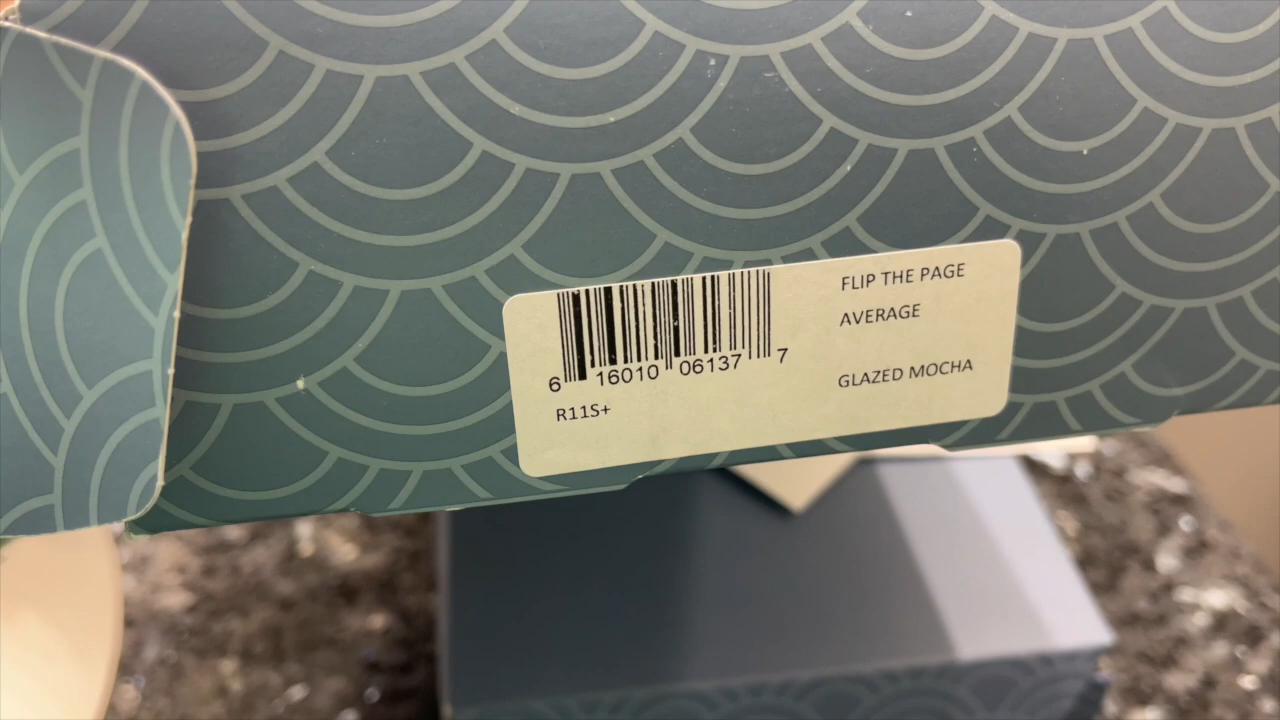 FLIP THE PAGE
AVERAGE
GLAZED MOCHA
6 16010 06137 7
R11S+